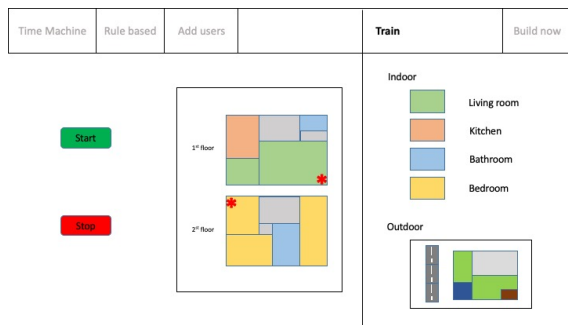 Time Machine
Rule based
Add users
Train
Build now
Indoor
Living room
Start
Kitchen
1st floor
Bathroom
Bedroom
Stop
2nd floor
Outdoor